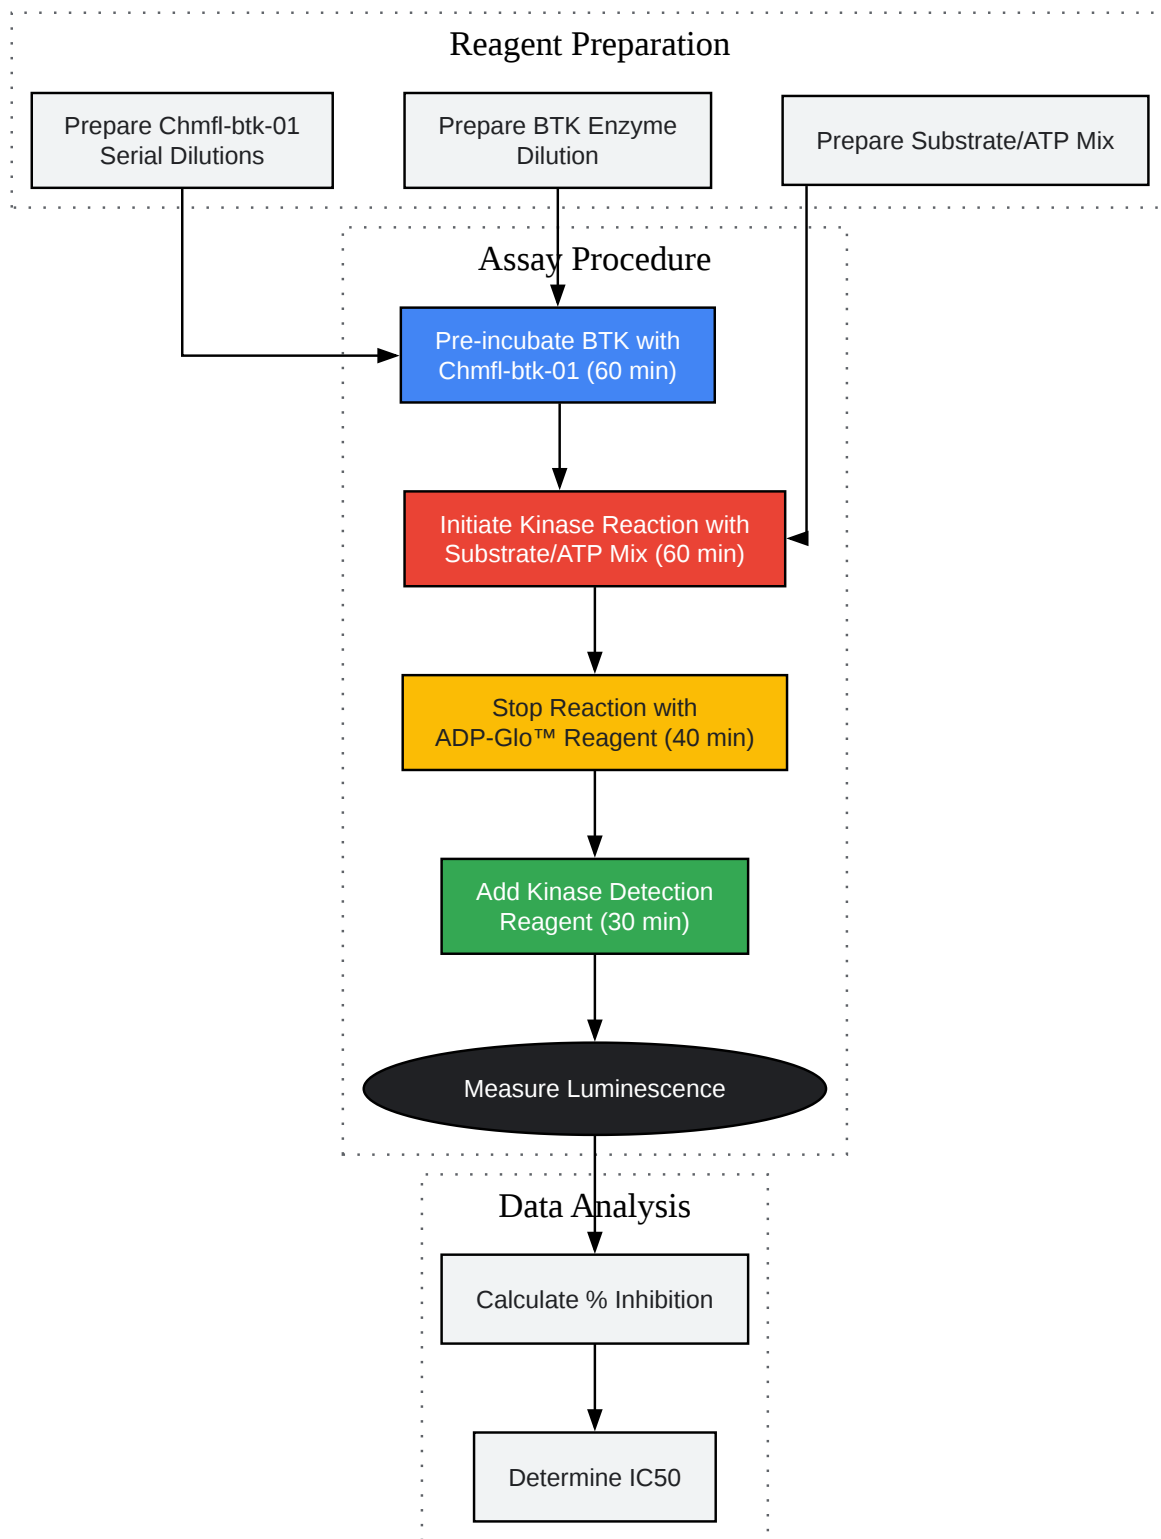 Reagent Preparation
Prepare Chmfl-btk-01
Serial Dilutions
Prepare BTK Enzyme
Dilution
Prepare Substrate/ATP Mix
Assay Procedure
Pre-incubate BTK with
Chmfl-btk-01 (60 min)
Initiate Kinase Reaction with
Substrate/ATP Mix (60 min)
Stop Reaction with
ADP-Glo™ Reagent (40 min)
Add Kinase Detection
Reagent (30 min)
Measure Luminescence
Data Analysis
Calculate % Inhibition
Determine IC50